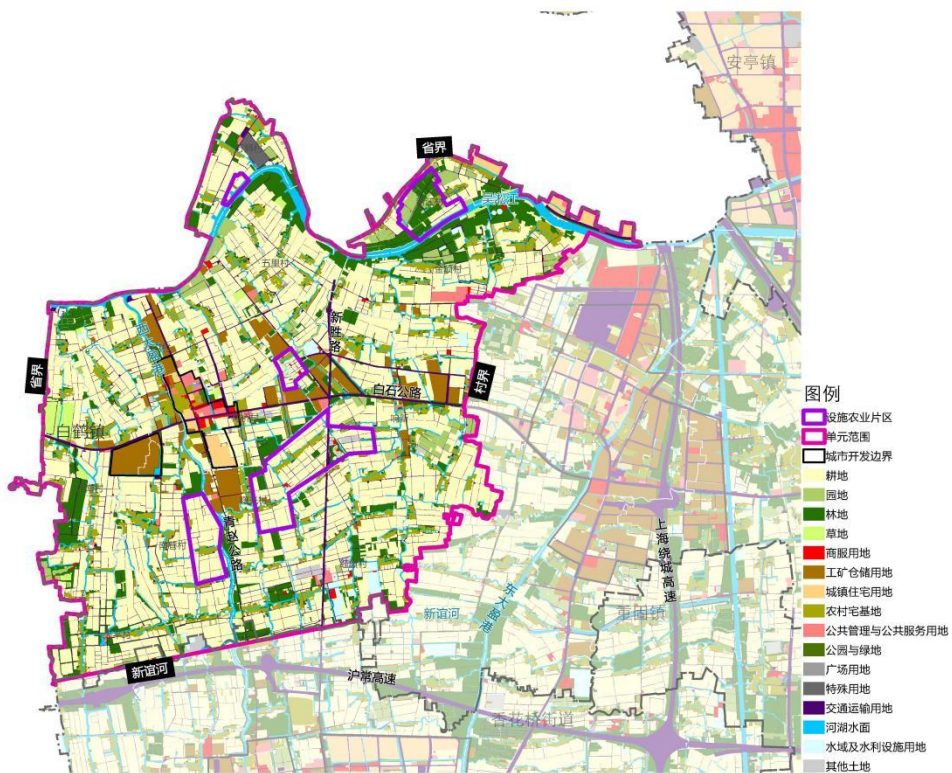 安亭镇
省界
吴淞江
五里村
新胜路
西大盈港
省界
白石公路
村界
白鹤镇
青赵公路
上海绕城高速
东大盈港
新谊河
重固镇
新谊河
沪常高速
香花桥街道
图例
设施农业片区
单元范围
城市开发边界
耕地
园地
林地
草地
商服用地
工矿仓储用地
城镇住宅用地
农村宅基地
公共管理与公共服务用地
公园与绿地
广场用地
特殊用地
交通运输用地
河湖水面
水域及水利设施用地
其他土地